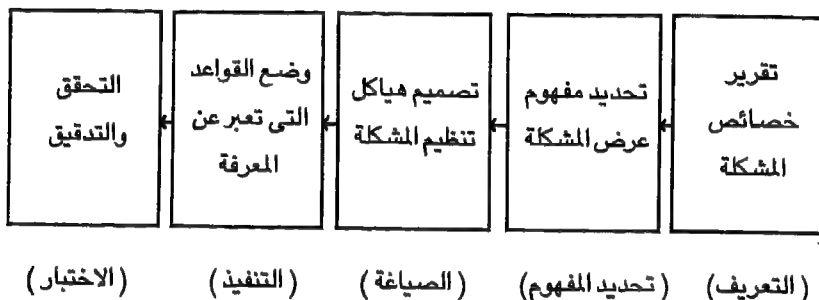 تقرير
خصائص
المشكلة
تحديد مفهوم
عرض المشكلة
تصميم هياكل
تنظيم المشكلة
وضع القواعد
التى تعبر عن
المعرفة
التحقق
والتدقيق
(التعريف)
(تحديد المفهوم)
(الصياغة)
(التنفيذ)
(الاختبار)